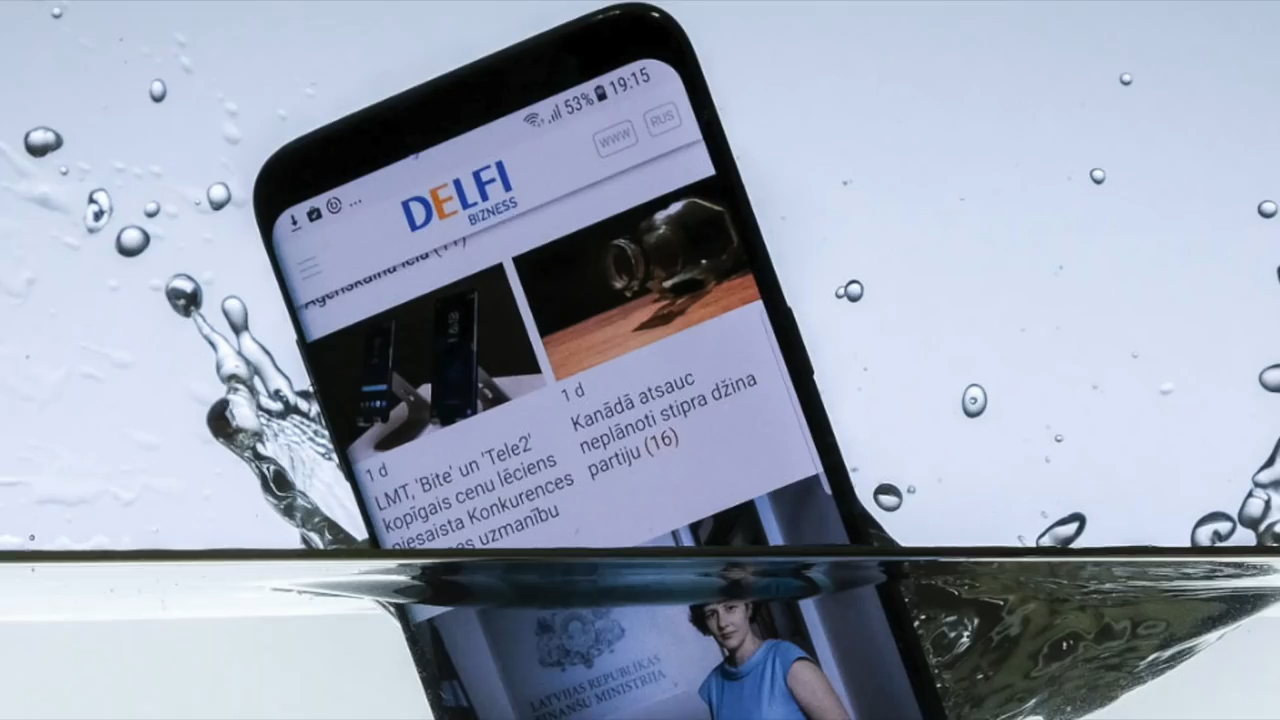 53% 19:15
WWW RUS
DELFI
BIZNESS
1 d
LMT, 'Bite' un 'Tele2'
kopīgais cenu lēciens
piesaista Konkurences
uzmanību
1 d
Kanādā atsauc
neplānoti stipra džina
partiju (16)
LATVIJAS REPUBLIKAS
FINANŠU MINISTRIJA